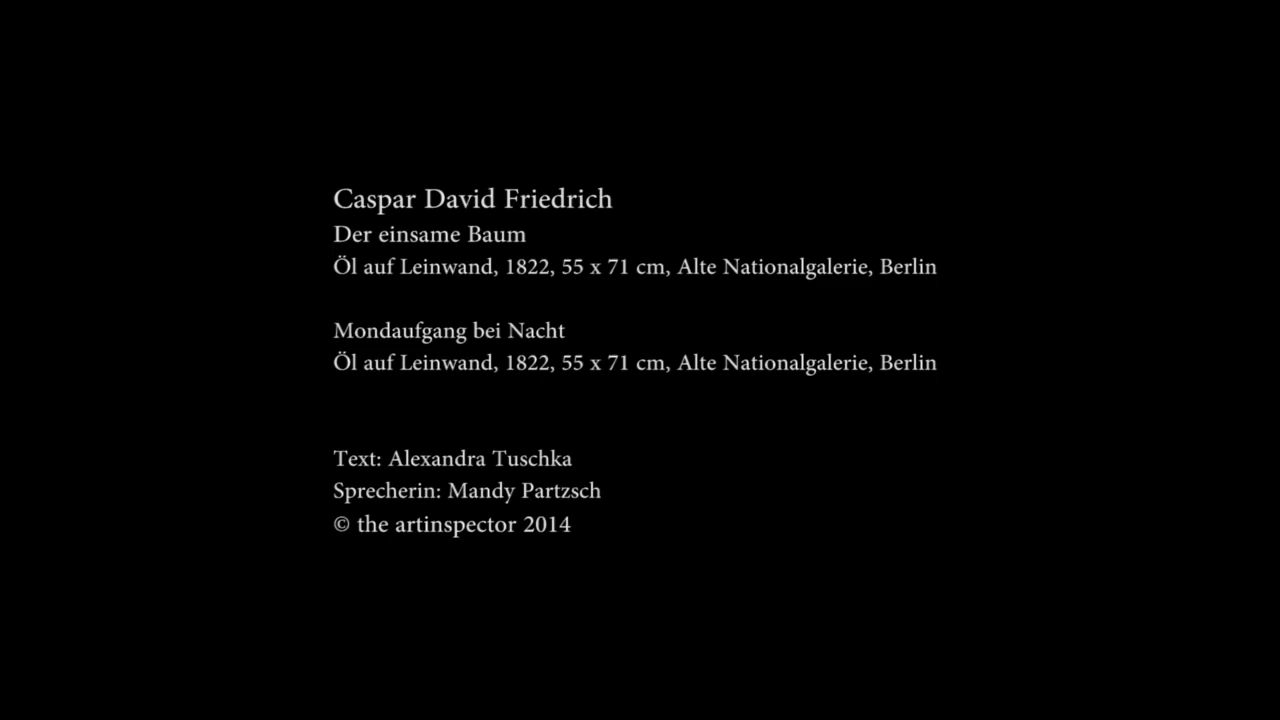 Caspar David Friedrich
Der einsame Baum
Öl auf Leinwand, 1822, 55 x 71 cm, Alte Nationalgalerie, Berlin
Mondaufgang bei Nacht
Öl auf Leinwand, 1822, 55 x 71 cm, Alte Nationalgalerie, Berlin
Text: Alexandra Tuschka
Sprecherin: Mandy Partzsch
© the artinspector 2014